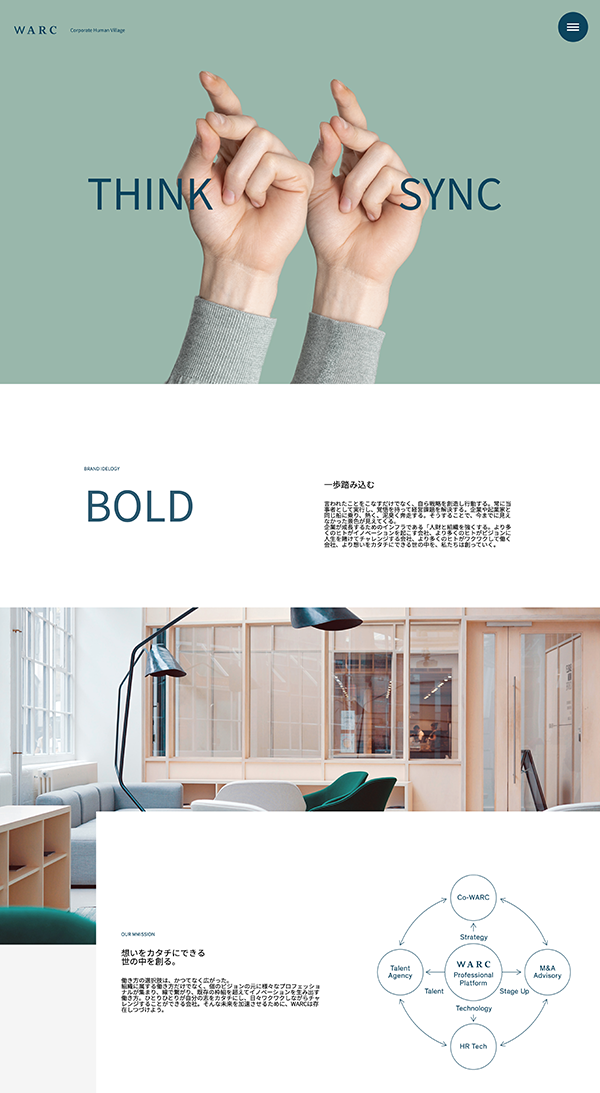 WARC
Corporate Human Village
THINK
SYNC
BRAND IDELOGY
BOLD
一歩踏み込む
言われたことをこなすだけでなく、自ら戦略を創造し行動する。常に当
事者として実行し、覚悟を持って経営課題を解決する。企業や起業家と
同じ船に乗り、熱く、泥臭く奔走する。そうすることで、今までに見え
なかった景色が見えてくる。
企業が成長するためのインフラである「人財と組織を強くする。より多
くのヒトがイノベーションを起こす会社、より多くのヒトがビジョンに
人生を賭けてチャレンジする会社、より多くのヒトがワクワクして働く
会社、より想いをカタチにできる世の中を、私たちは創っていく。
OUR MMISSION
想いをカタチにできる
世の中を創る。
働き方の選択肢は、かつてなく広がった。
組織に属する働き方だけでなく、個のビジョンの元に様々なプロフェッショ
ナルが集まり、線で繋がり、既存の枠組を超えてイノベーションを生み出す
働き方。ひとりひとりが自分の志をカタチにし、日々ワクワクしながらチャ
レンジすることができる会社。そんな未来を加速させるために、WARCは存
在しつづけよう。
Co-WARC
Strategy
Talent
Agency
Talent
WARC
Professional
Platform
Stage Up
M&A
Advisory
Technology
HR Tech